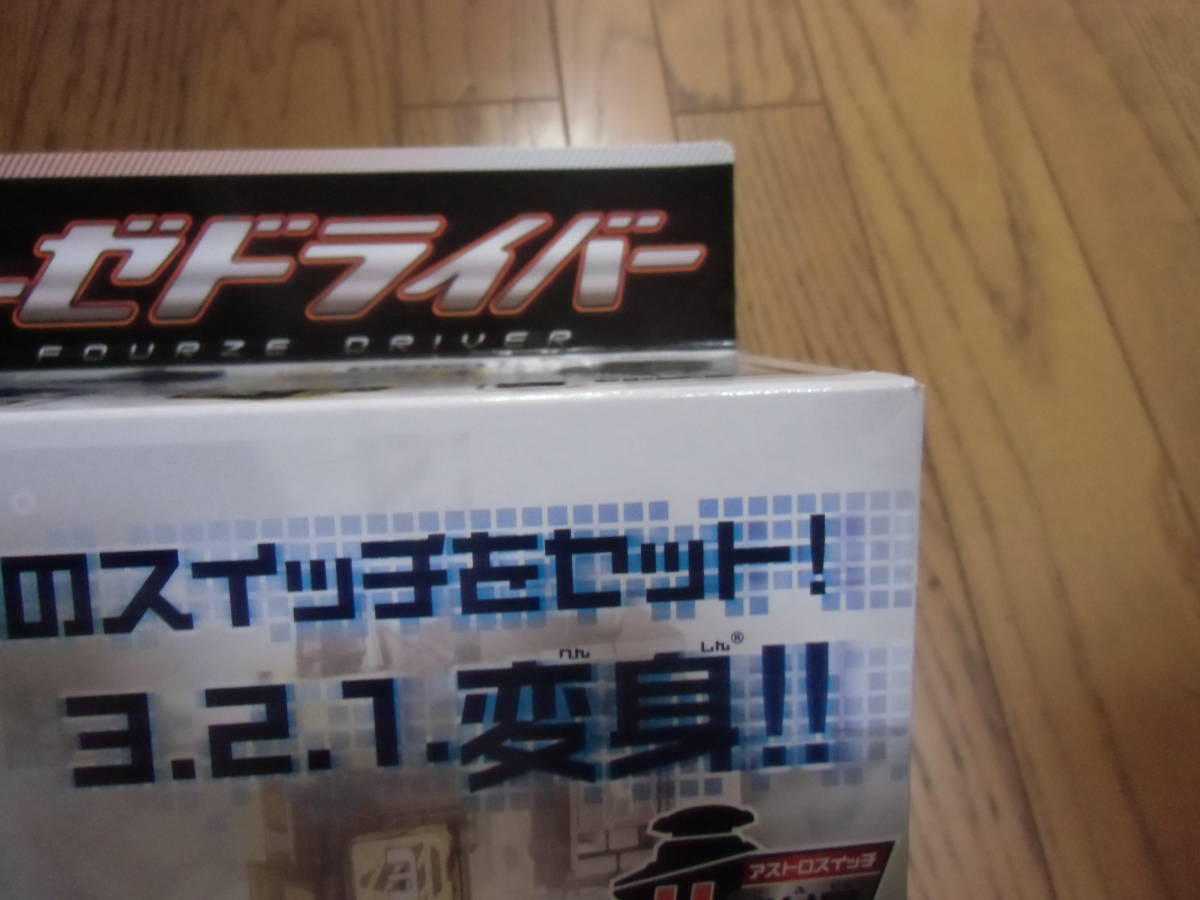 ーゼドライバー
FOURZE DRIVER
のスイッチをセット!
へん しん®
3.2.1.変身!!
アストロスイッチ